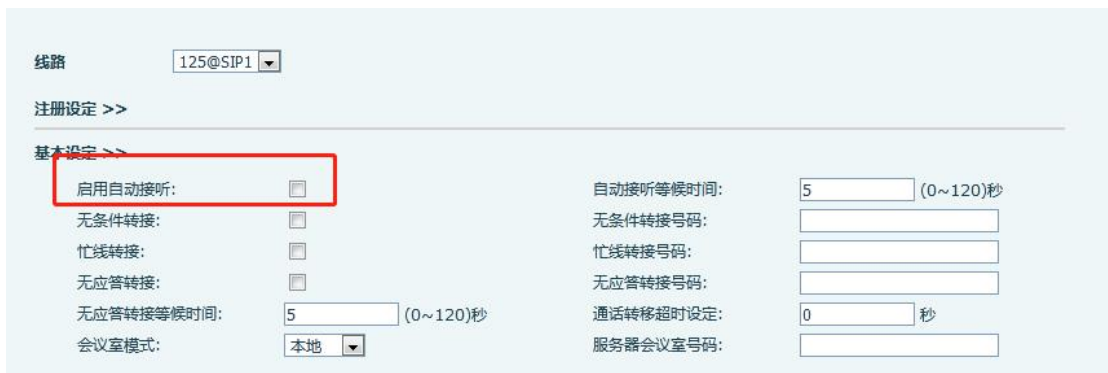 线路 125@SIP1
注册设定 >>
基本设定 >>
启用自动接听: 自动接听等候时间: 5 (0~120)秒
无条件转接: 无条件转接号码:
忙线转接: 忙线转接号码:
无应答转接: 无应答转接号码:
无应答转接等候时间: 5 (0~120)秒 通话转移超时设定: 0 秒
会议室模式: 本地 服务器会议室号码: